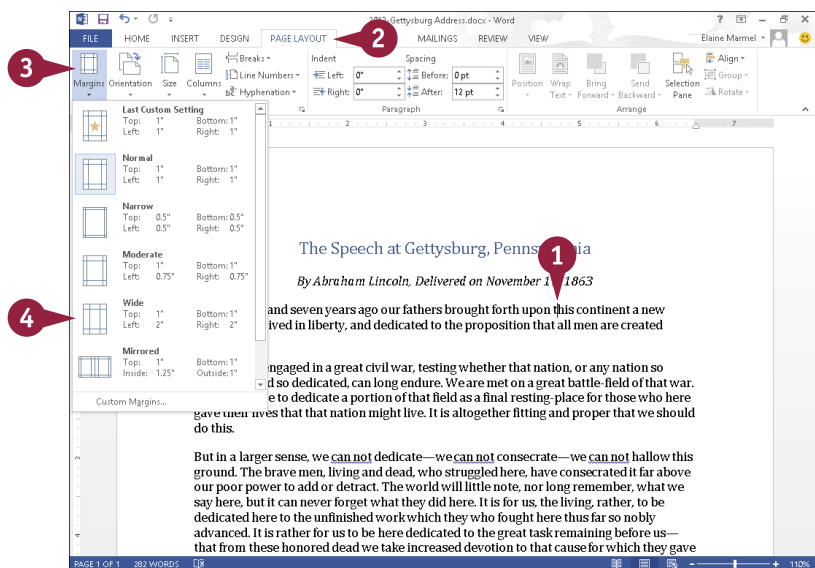 2013 Gettysburg Address.docx - Word
FILE HOME INSERT DESIGN PAGE LAYOUT MAILINGS REVIEW VIEW Elaine Marmel
2
3
Margins Orientation Size Columns
Breaks
Line Numbers
Hyphenation
Indent Spacing
Left: 0" Before: 0 pt
Right: 0" After: 12 pt
Paragraph
Position Wrap Text Bring Forward Send Backward Selection Pane
Align
Group
Rotate
Arrange
Last Custom Setting
Top: 1" Bottom: 1"
Left: 1" Right: 1"
Normal
Top: 1" Bottom: 1"
Left: 1" Right: 1"
Narrow
Top: 0.5" Bottom: 0.5"
Left: 0.5" Right: 0.5"
Moderate
Top: 1" Bottom: 1"
Left: 0.75" Right: 0.75"
Wide
Top: 1" Bottom: 1"
Left: 2" Right: 2"
Mirrored
Top: 1" Bottom: 1"
Inside: 1.25" Outside: 1"
Custom Margins...
4
1 2 3 4 5 6 7
The Speech at Gettysburg,
1
By Abraham Lincoln, Delivered on November 1863
and seven years ago our fathers brought forth upon this continent a new
in liberty, and dedicated to the proposition that all men are created
engaged in a great civil war, testing whether that nation, or any nation so
so dedicated, can long endure. We are met on a great battle-field of that war.
to dedicate a portion of that field as a final resting-place for those who here
gave their lives that that nation might live. It is altogether fitting and proper that we should
do this.
But in a larger sense, we can not dedicate—we can not consecrate—we can not hallow this
ground. The brave men, living and dead, who struggled here, have consecrated it far above
our poor power to add or detract. The world will little note, nor long remember, what we
say here, but it can never forget what they did here. It is for us, the living, rather, to be
dedicated here to the unfinished work which they who fought here thus far so nobly
advanced. It is rather for us to be here dedicated to the great task remaining before us—
that from these honored dead we take increased devotion to that cause for which they gave
3
4
PAGE 1 OF 1 282 WORDS 110%